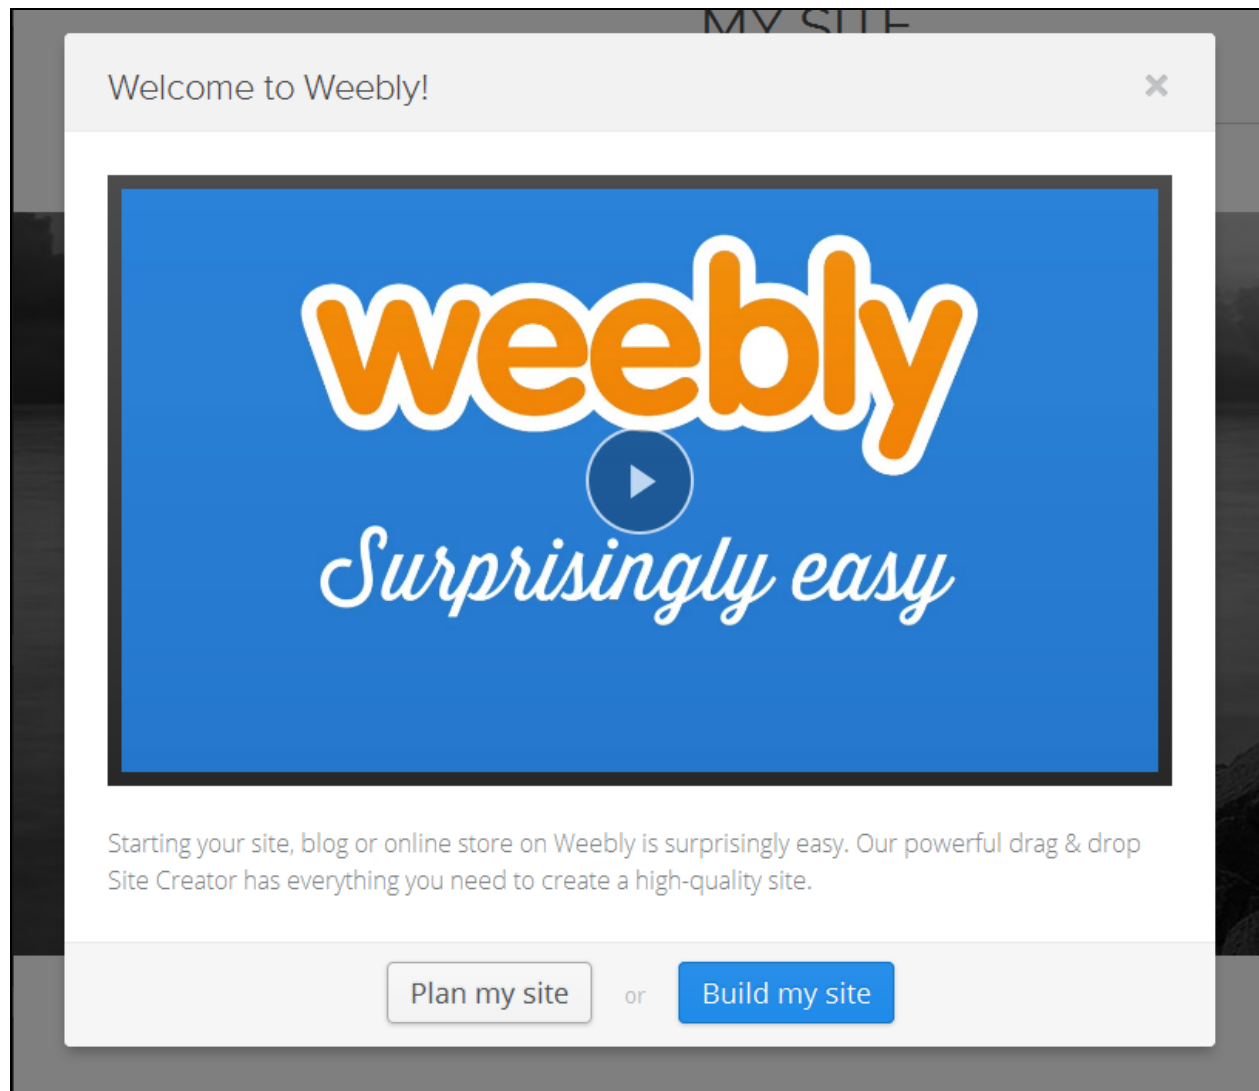 MY SITE
Welcome to Weebly!
weebly
Surprisingly easy
Starting your site, blog or online store on Weebly is surprisingly easy. Our powerful drag & drop
Site Creator has everything you need to create a high-quality site.
Plan my site or Build my site